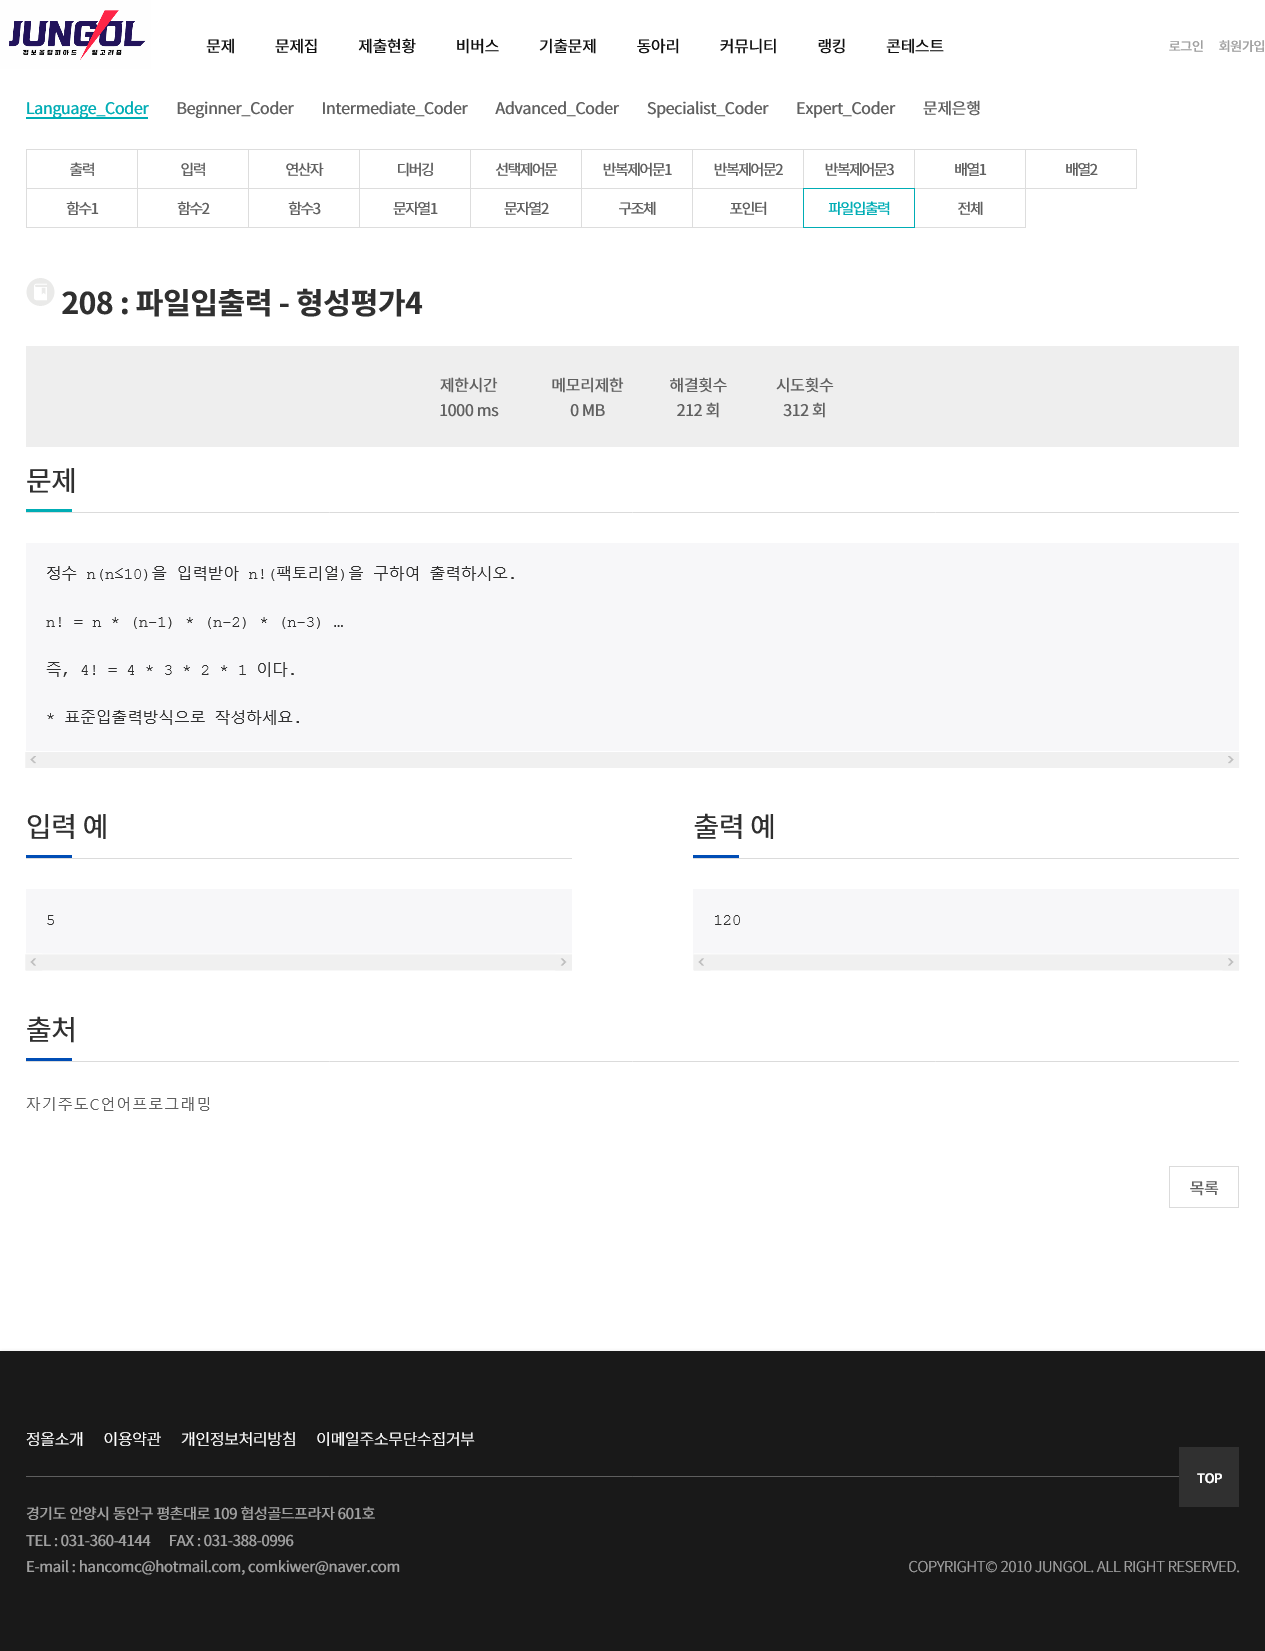 JUNGOL
정보올림피아드 알고리즘
문제 문제집 제출현황 비버스 기출문제 동아리 커뮤니티 랭킹 콘테스트
로그인 회원가입
Language_Coder Beginner_Coder Intermediate_Coder Advanced_Coder Specialist_Coder Expert_Coder 문제은행
출력 입력 연산자 디버깅 선택제어문 반복제어문1 반복제어문2 반복제어문3 배열1 배열2
함수1 함수2 함수3 문자열1 문자열2 구조체 포인터 파일입출력 전체
208 : 파일입출력 - 형성평가4
제한시간 메모리제한 해결횟수 시도횟수
1000 ms 0 MB 212 회 312 회
문제
정수 n(n≤10)을 입력받아 n!(팩토리얼)을 구하여 출력하시오.
n! = n * (n-1) * (n-2) * (n-3) …
즉, 4! = 4 * 3 * 2 * 1 이다.
* 표준입출력방식으로 작성하세요.
입력 예
5
출력 예
120
출처
자기주도C언어프로그래밍
목록
정올소개 이용약관 개인정보처리방침 이메일주소무단수집거부
TOP
경기도 안양시 동안구 평촌대로 109 협성골드프라자 601호
TEL : 031-360-4144 FAX : 031-388-0996
E-mail : hancomc@hotmail.com, comkiwer@naver.com
COPYRIGHT© 2010 JUNGOL. ALL RIGHT RESERVED.